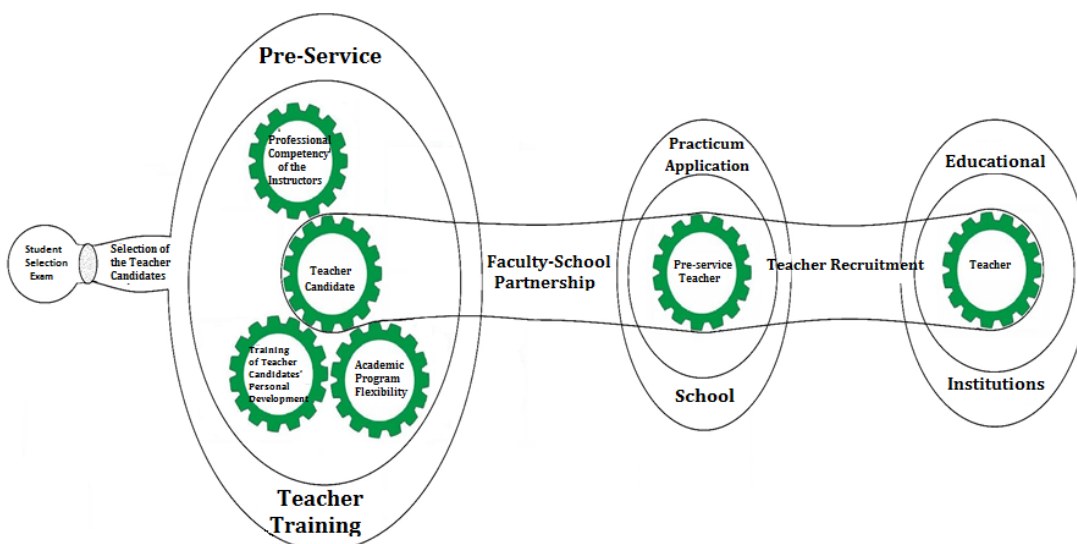 Pre-Service
Professional
Competency
of the
Instructors
Student
Selection
Exam
Selection of
the Teacher
Candidates
Teacher
Candidate
Training
of Teacher
Candidates'
Personal
Development
Academic
Program
Flexibility
Teacher
Training
Faculty-School
Partnership
Practicum
Application
Pre-service
Teacher
School
Teacher Recruitment
Educational
Teacher
Institutions